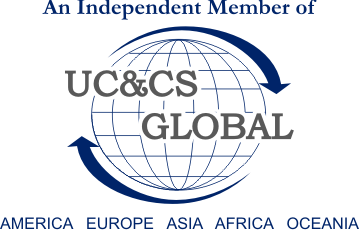 An Independent Member of
UC&CS
GLOBAL
AMERICA EUROPE ASIA AFRICA OCEANIA